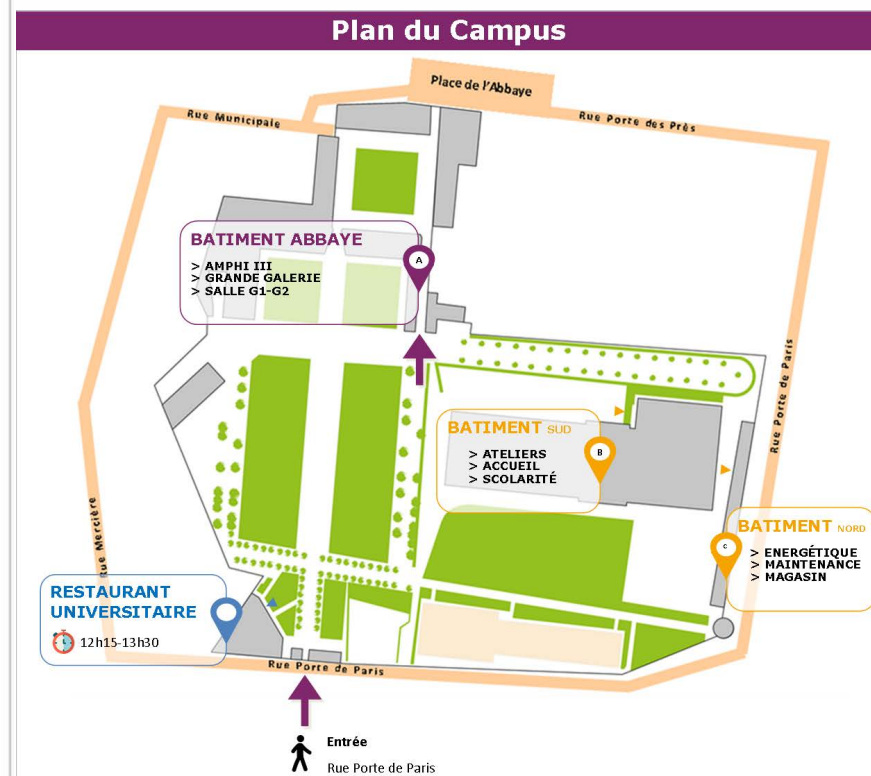 Plan du Campus
Place de l'Abbaye
Rue Municipale
Rue Porte des Près
BATIMENT ABBAYE
> AMPHI III
> GRANDE GALERIE
> SALLE G1-G2
A
Rue Porte de Paris
BATIMENT SUD
> ATELIERS
> ACCUEIL
> SCOLARITÉ
B
Rue Mercière
BATIMENT NORD
> ENERGÉTIQUE
> MAINTENANCE
> MAGASIN
C
RESTAURANT
UNIVERSITAIRE
12h15-13h30
Rue Porte de Paris
Entrée
Rue Porte de Paris